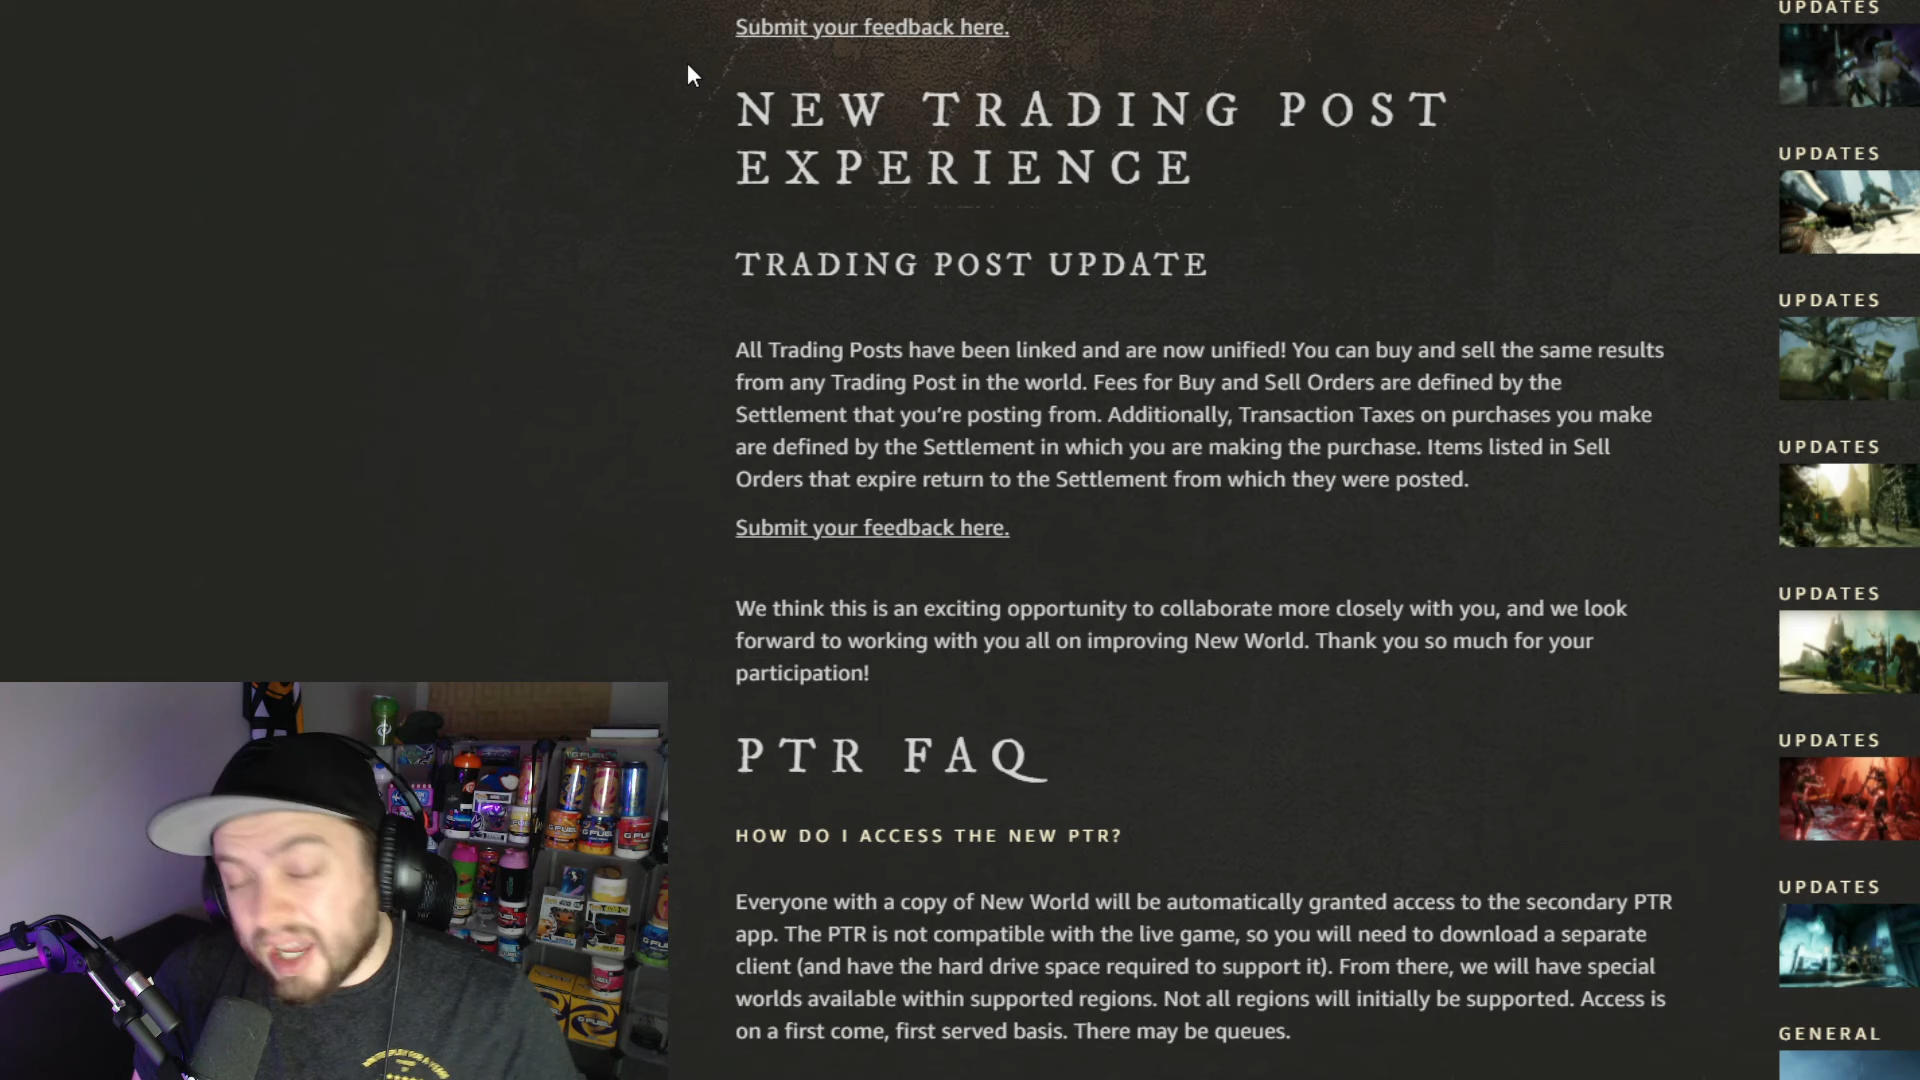 Submit your feedback here.
NEW TRADING POST
EXPERIENCE
TRADING POST UPDATE
All Trading Posts have been linked and are now unified! You can buy and sell the same results
from any Trading Post in the world. Fees for Buy and Sell Orders are defined by the
Settlement that you’re posting from. Additionally, Transaction Taxes on purchases you make
are defined by the Settlement in which you are making the purchase. Items listed in Sell
Orders that expire return to the Settlement from which they were posted.
Submit your feedback here.
We think this is an exciting opportunity to collaborate more closely with you, and we look
forward to working with you all on improving New World. Thank you so much for your
participation!
PTR FAQ
HOW DO I ACCESS THE NEW PTR?
Everyone with a copy of New World will be automatically granted access to the secondary PTR
app. The PTR is not compatible with the live game, so you will need to download a separate
client (and have the hard drive space required to support it). From there, we will have special
worlds available within supported regions. Not all regions will initially be supported. Access is
on a first come, first served basis. There may be queues.
UPDATES
UPDATES
UPDATES
UPDATES
UPDATES
UPDATES
UPDATES
GENERAL
G FUEL
G FUEL
G FUEL